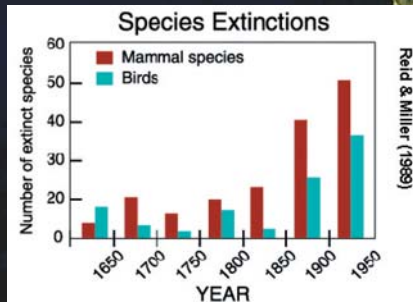 Species Extinctions
60
50
40
30
20
10
0
Number of extinct species
Mammal species
Birds
1650
1700
1750
1800
1850
1900
1950
YEAR
Reid & Miller (1989)